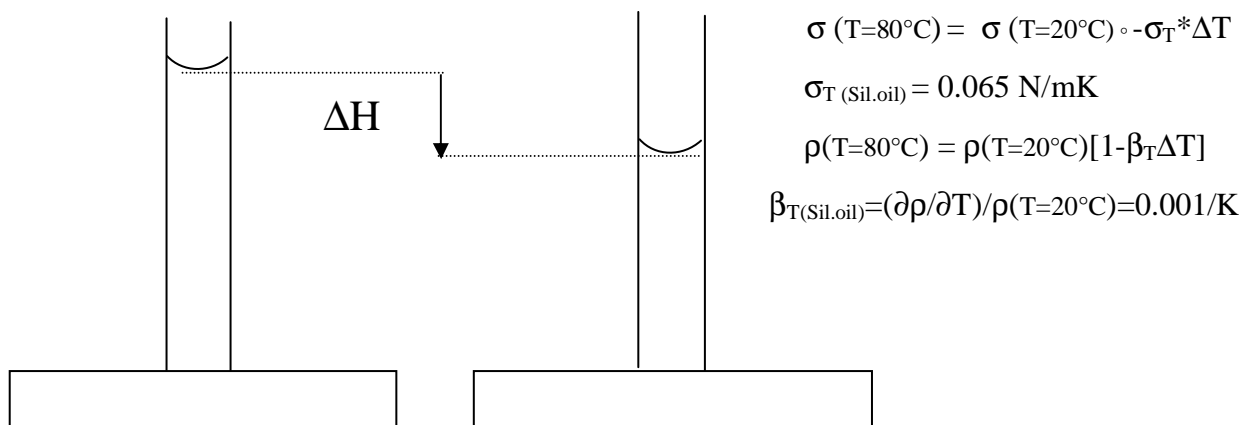 σ (T=80°C) = σ (T=20°C) ◦ -σT*ΔT
σT (Sil.oil) = 0.065 N/mK
ΔH
ρ(T=80°C) = ρ(T=20°C)[1-βTΔT]
βT(Sil.oil)=(∂ρ/∂T)/ρ(T=20°C)=0.001/K